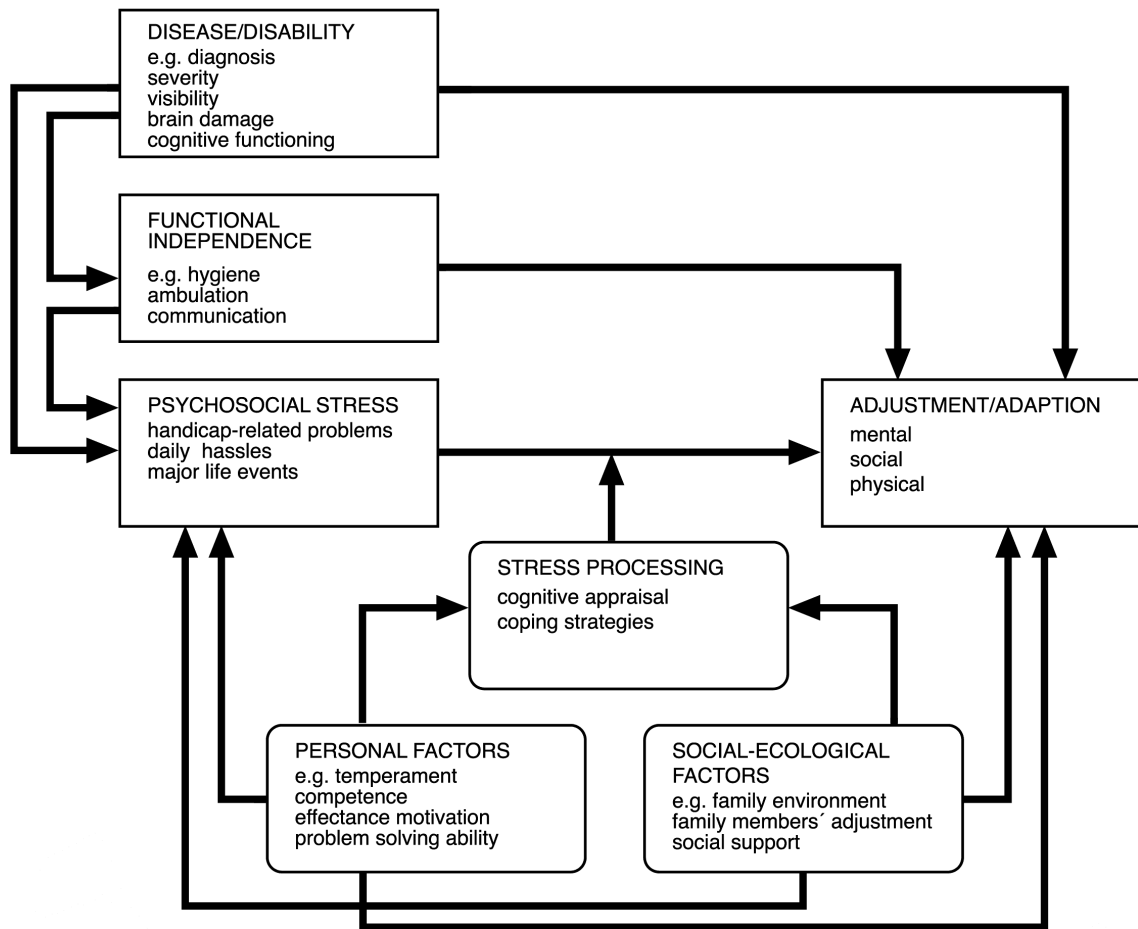 DISEASE/DISABILITY
e.g. diagnosis
severity
visibility
brain damage
cognitive functioning
FUNCTIONAL
INDEPENDENCE
e.g. hygiene
ambulation
communication
PSYCHOSOCIAL STRESS
handicap-related problems
daily hassles
major life events
ADJUSTMENT/ADAPTION
mental
social
physical
STRESS PROCESSING
cognitive appraisal
coping strategies
PERSONAL FACTORS
e.g. temperament
competence
effectance motivation
problem solving ability
SOCIAL-ECOLOGICAL
FACTORS
e.g. family environment
family members´ adjustment
social support